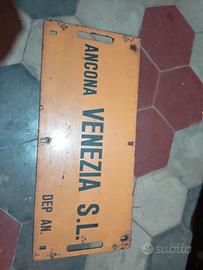 ANCONA VENEZIA S.L.
DEP AN.
subito